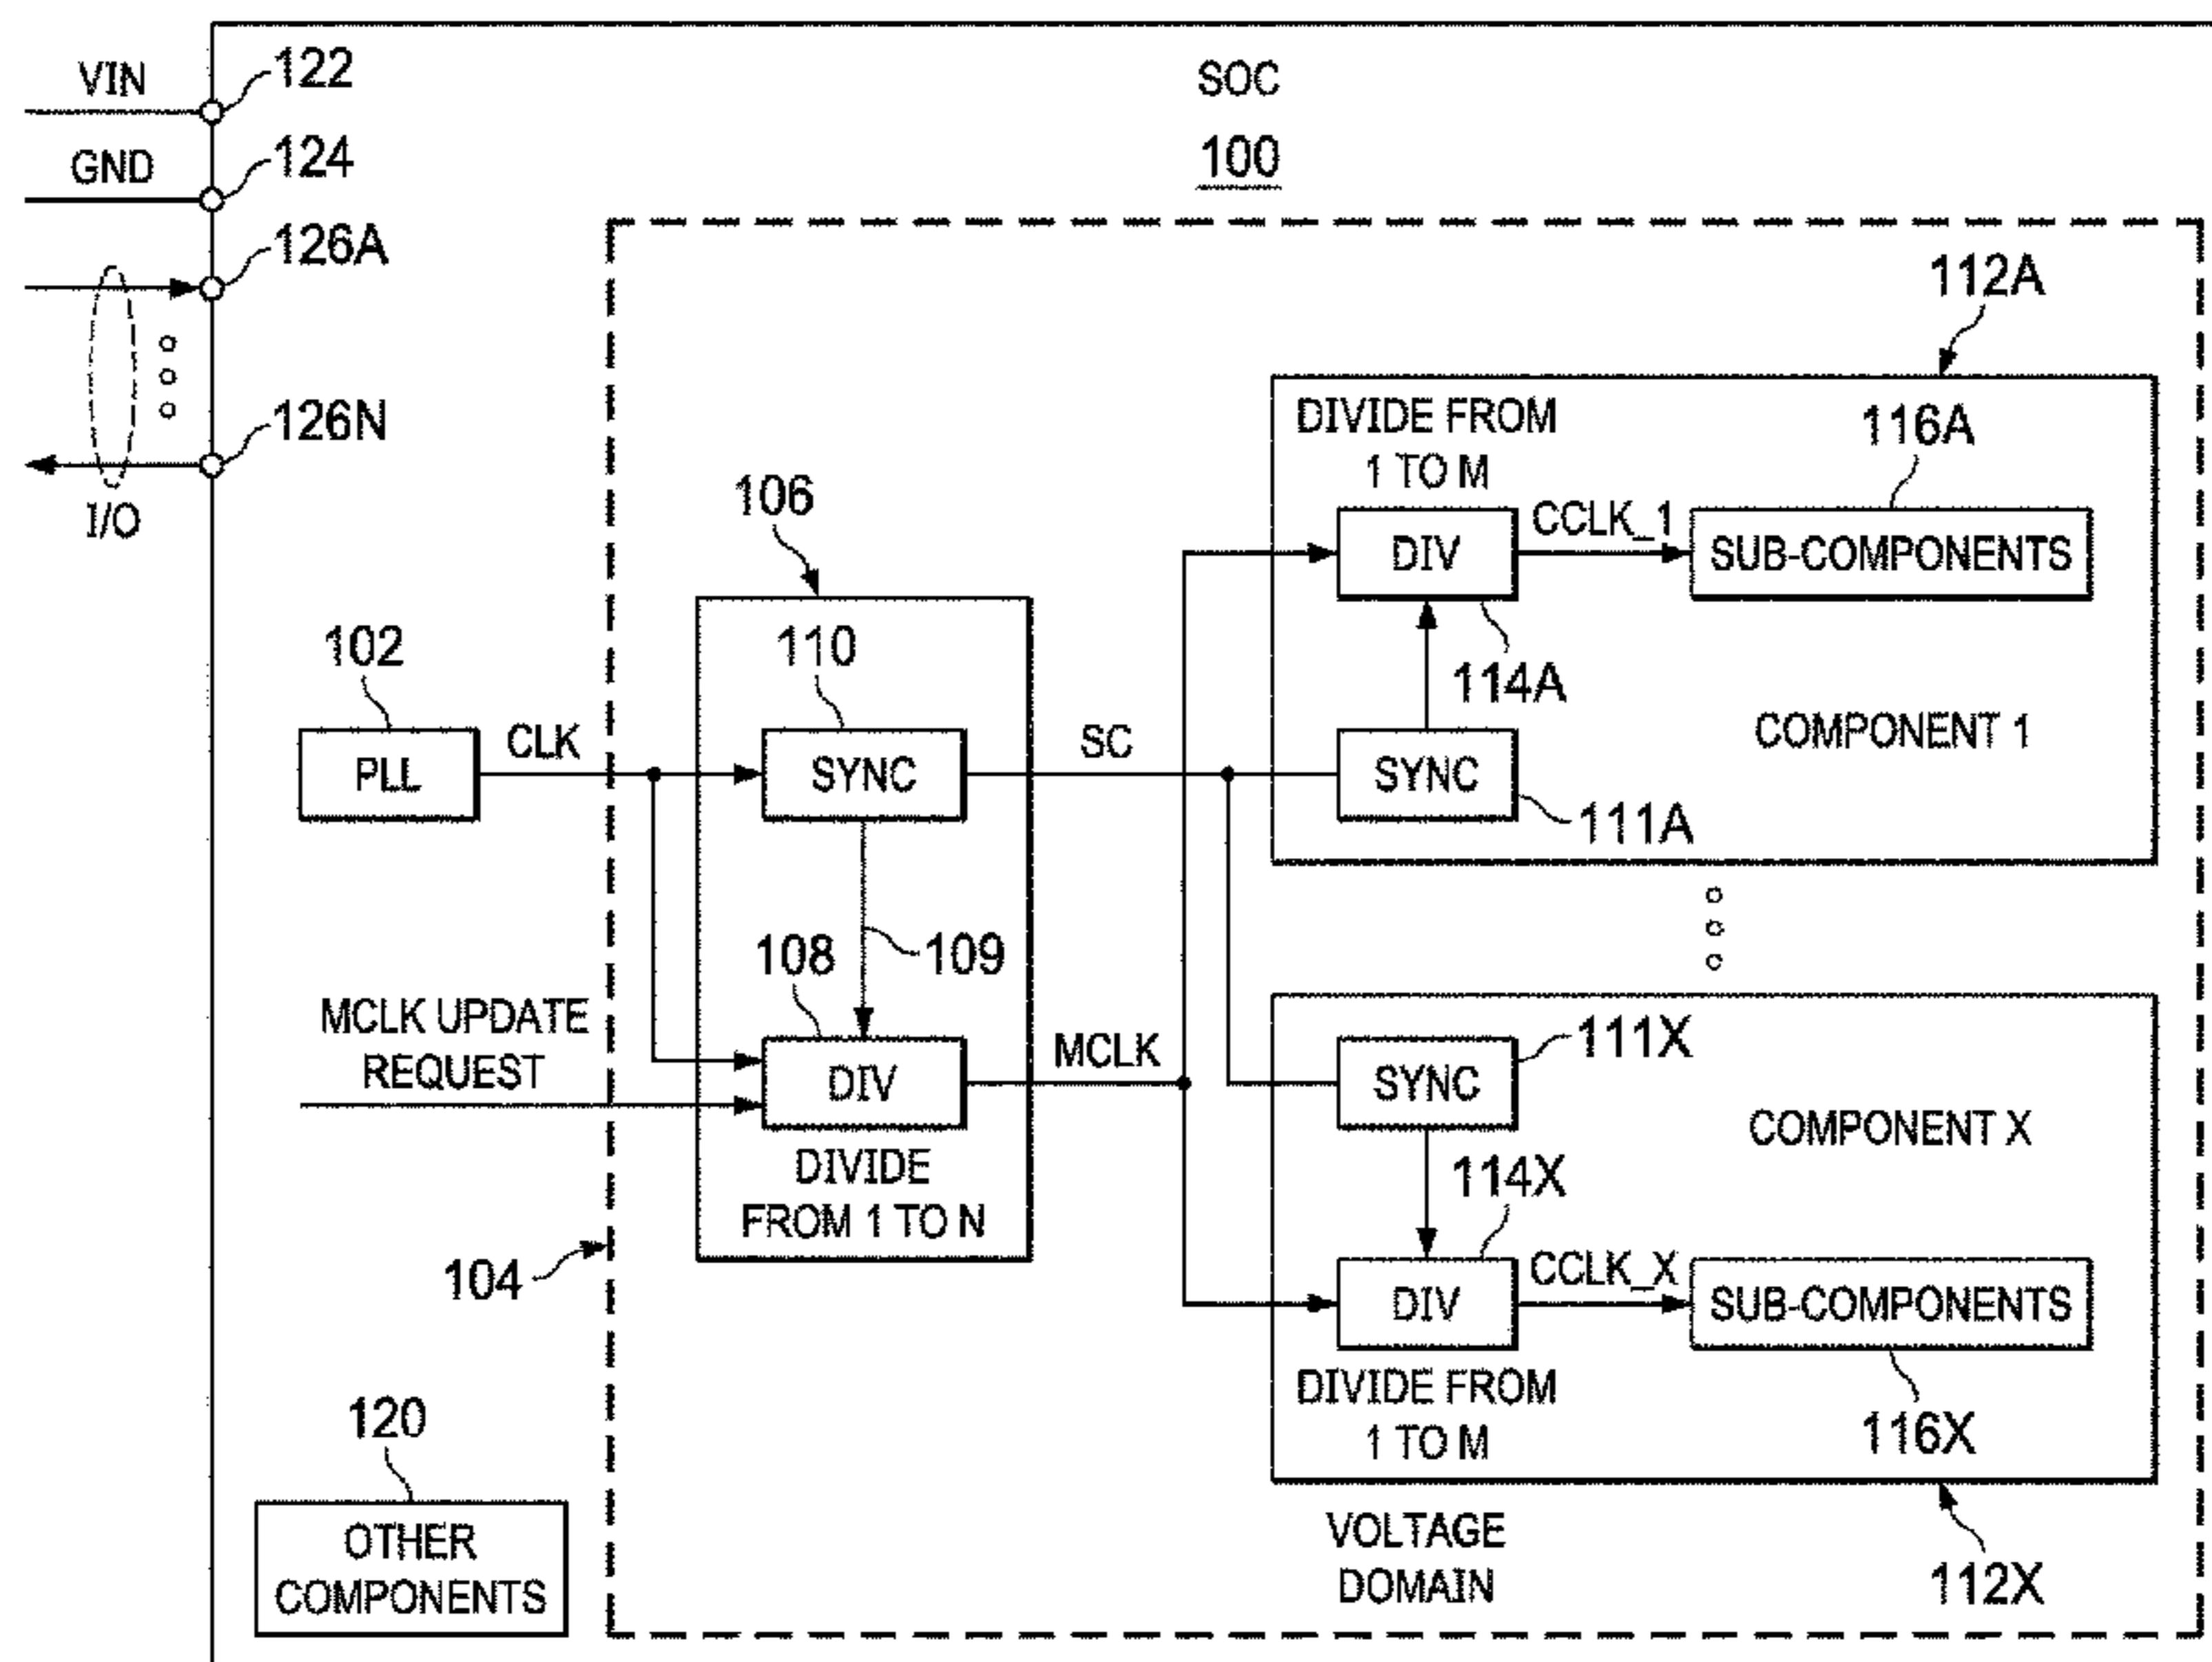 VIN
122
SOC
GND
124
100
126A
112A
126N
I/O
DIVIDE FROM
1 TO M
116A
106
CCLK_1
DIV
SUB-COMPONENTS
102
110
114A
CLK
SC
COMPONENT 1
PLL
SYNC
SYNC
111A
108
109
MCLK UPDATE
REQUEST
MCLK
111X
DIV
SYNC
COMPONENT X
DIVIDE
FROM 1 TO N
114X
104
CCLK_X
DIV
SUB-COMPONENTS
DIVIDE FROM
1 TO M
116X
120
OTHER
COMPONENTS
VOLTAGE
DOMAIN
112X